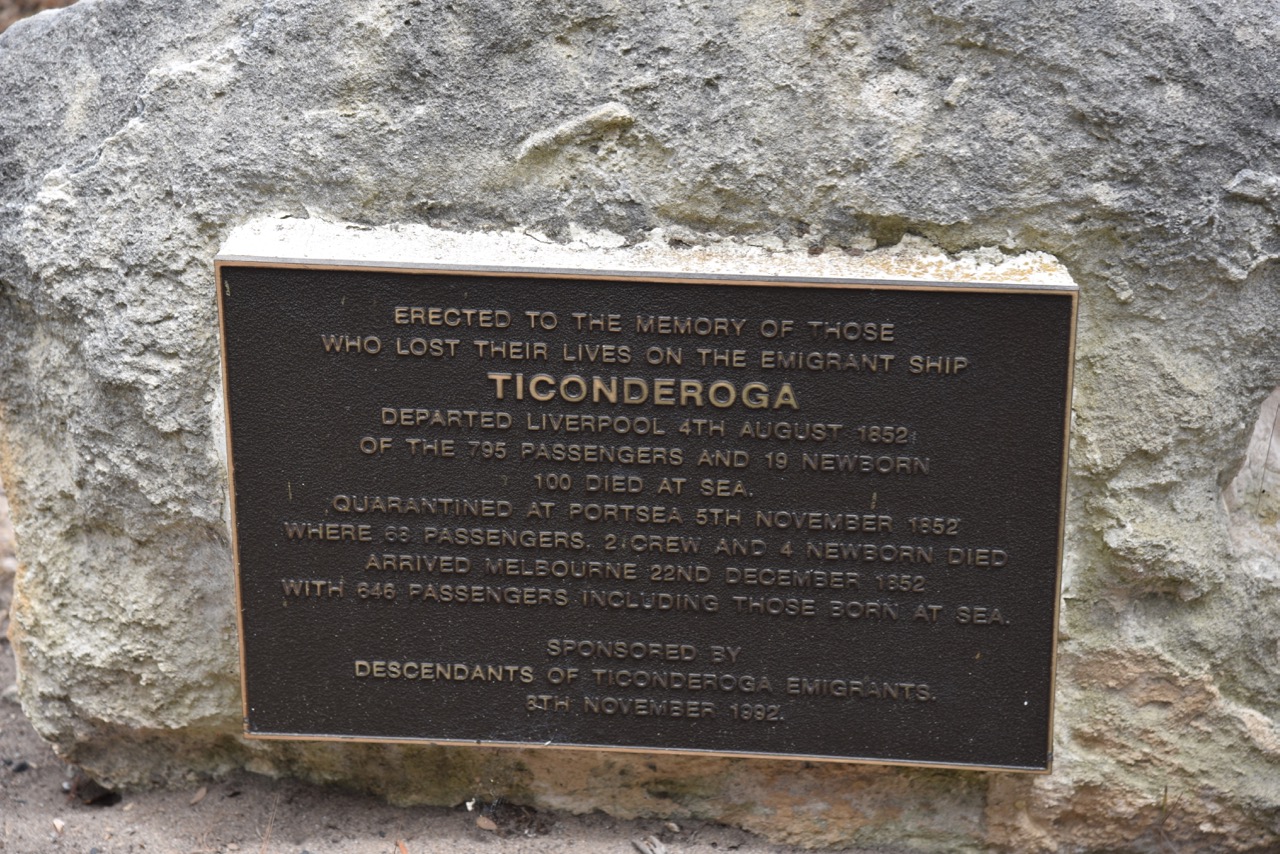 ERECTED TO THE MEMORY OF THOSE
WHO LOST THEIR LIVES ON THE EMIGRANT SHIP
TICONDEROGA
DEPARTED LIVERPOOL 4TH AUGUST 1852
OF THE 795 PASSENGERS AND 19 NEWBORN
100 DIED AT SEA.
QUARANTINED AT PORTSEA 5TH NOVEMBER 1852
WHERE 68 PASSENGERS, 2 CREW AND 4 NEWBORN DIED
ARRIVED MELBOURNE 22ND DECEMBER 1852
WITH 646 PASSENGERS INCLUDING THOSE BORN AT SEA.
SPONSORED BY
DESCENDANTS OF TICONDEROGA EMIGRANTS.
8TH NOVEMBER 1992.